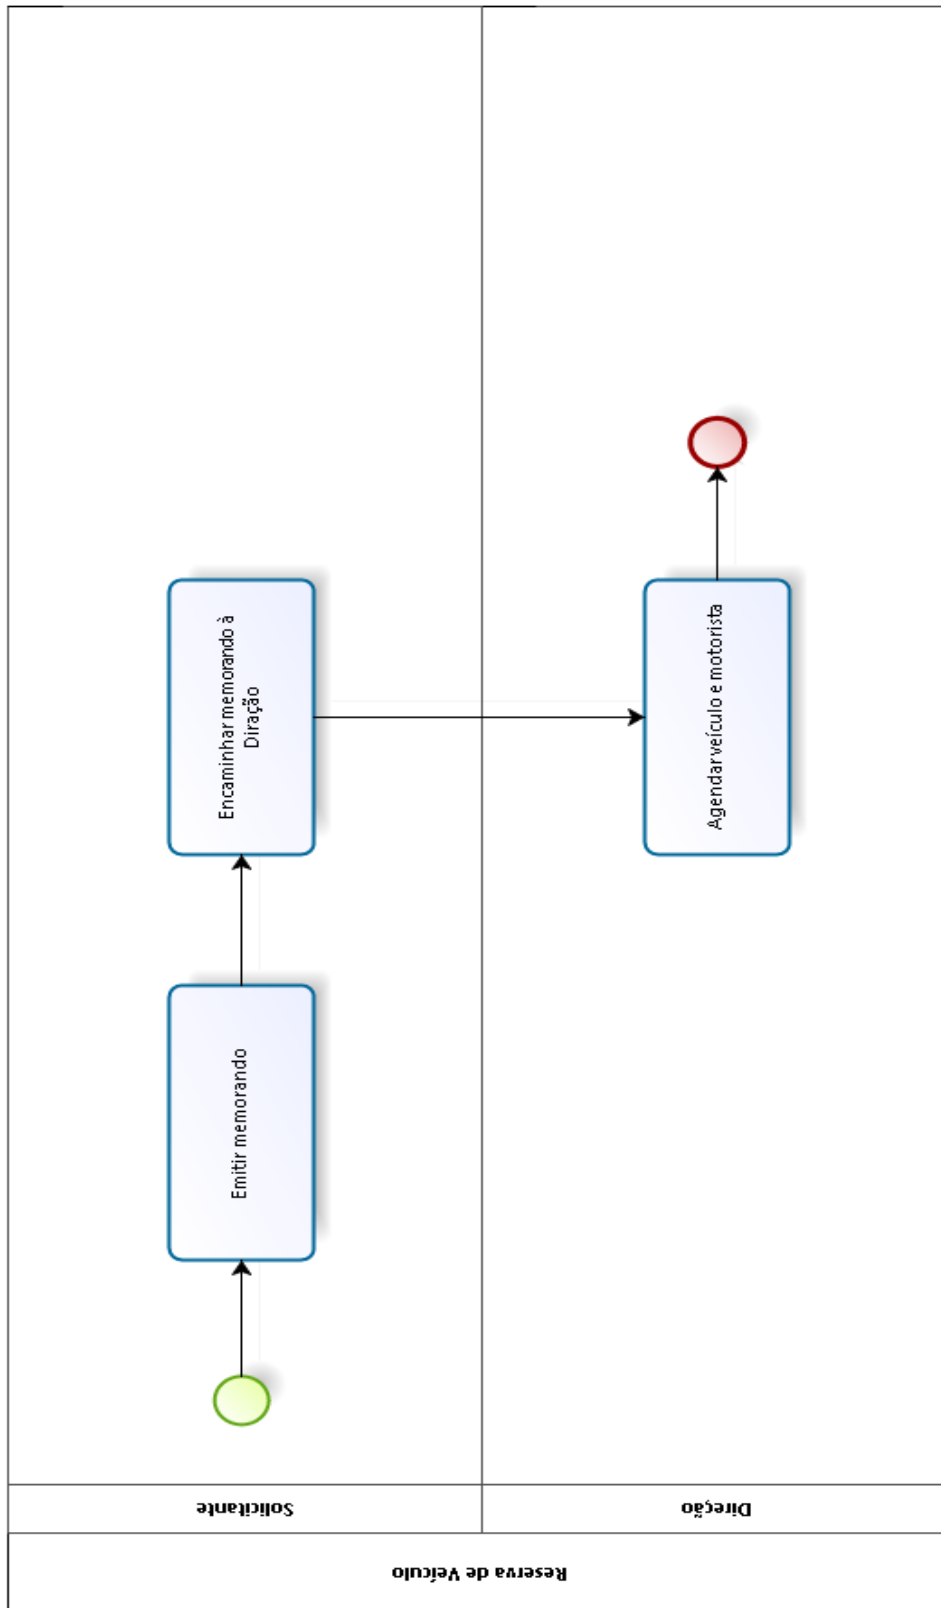 Reserva de Veículo
Solicitante
Emitir memorando
Encaminhar memorando à
Diração
Direção
Agendar veículo e motorista